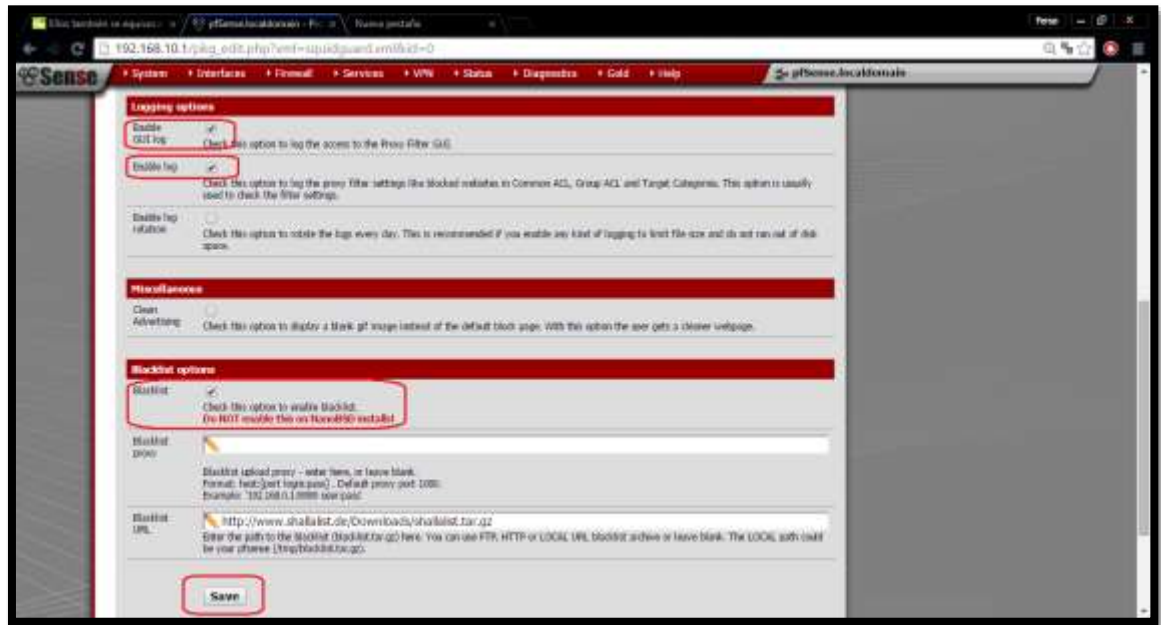 Nueva pestaña
192.168.10.1/pkg_edit.php?xml=squidguard.xml&id=0
Sense
System Interfaces Firewall Services VPN Status Diagnostics Gold Help
pfSense.localdomain
Logging options
Enable GUI log
Check this option to log the access to the Proxy Filter GUI.
Enable log
Check this option to log the proxy filter settings like blocked websites in Common ACL, Group ACL and Target Categories. This option is usually
used to check the filter settings.
Enable log rotation
Check this option to rotate the logs every day. This is recommended if you enable any kind of logging to limit file size and do not run out of disk
space.
Miscellaneous
Clean Advertising
Check this option to display a blank gif image instead of the default block page. With this option the user gets a cleaner webpage.
Blacklist options
Blacklist
Check this option to enable blacklist.
Do NOT enable this on NanoBSD installs!
Blacklist proxy
Blacklist upload proxy - enter here, or leave blank.
Format: host:[port login:pass] . Default proxy port 1080.
Example: '192.168.0.1:8080 user:pass'
Blacklist URL
http://www.shallalist.de/Downloads/shallalist.tar.gz
Enter the path to the blacklist (blacklist.tar.gz) here. You can use FTP, HTTP or LOCAL URL blacklist archive or leave blank. The LOCAL path could
be your pfsense (/tmp/blacklist.tar.gz).
Save